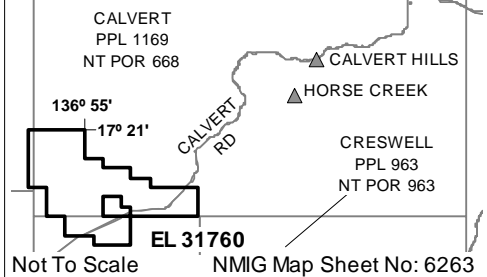 CALVERT
PPL 1169
NT POR 668
CALVERT HILLS
HORSE CREEK
136º 55'
17º 21'
CALVERT
RD
CRESWELL
PPL 963
NT POR 963
EL 31760
Not To Scale
NMIG Map Sheet No: 6263